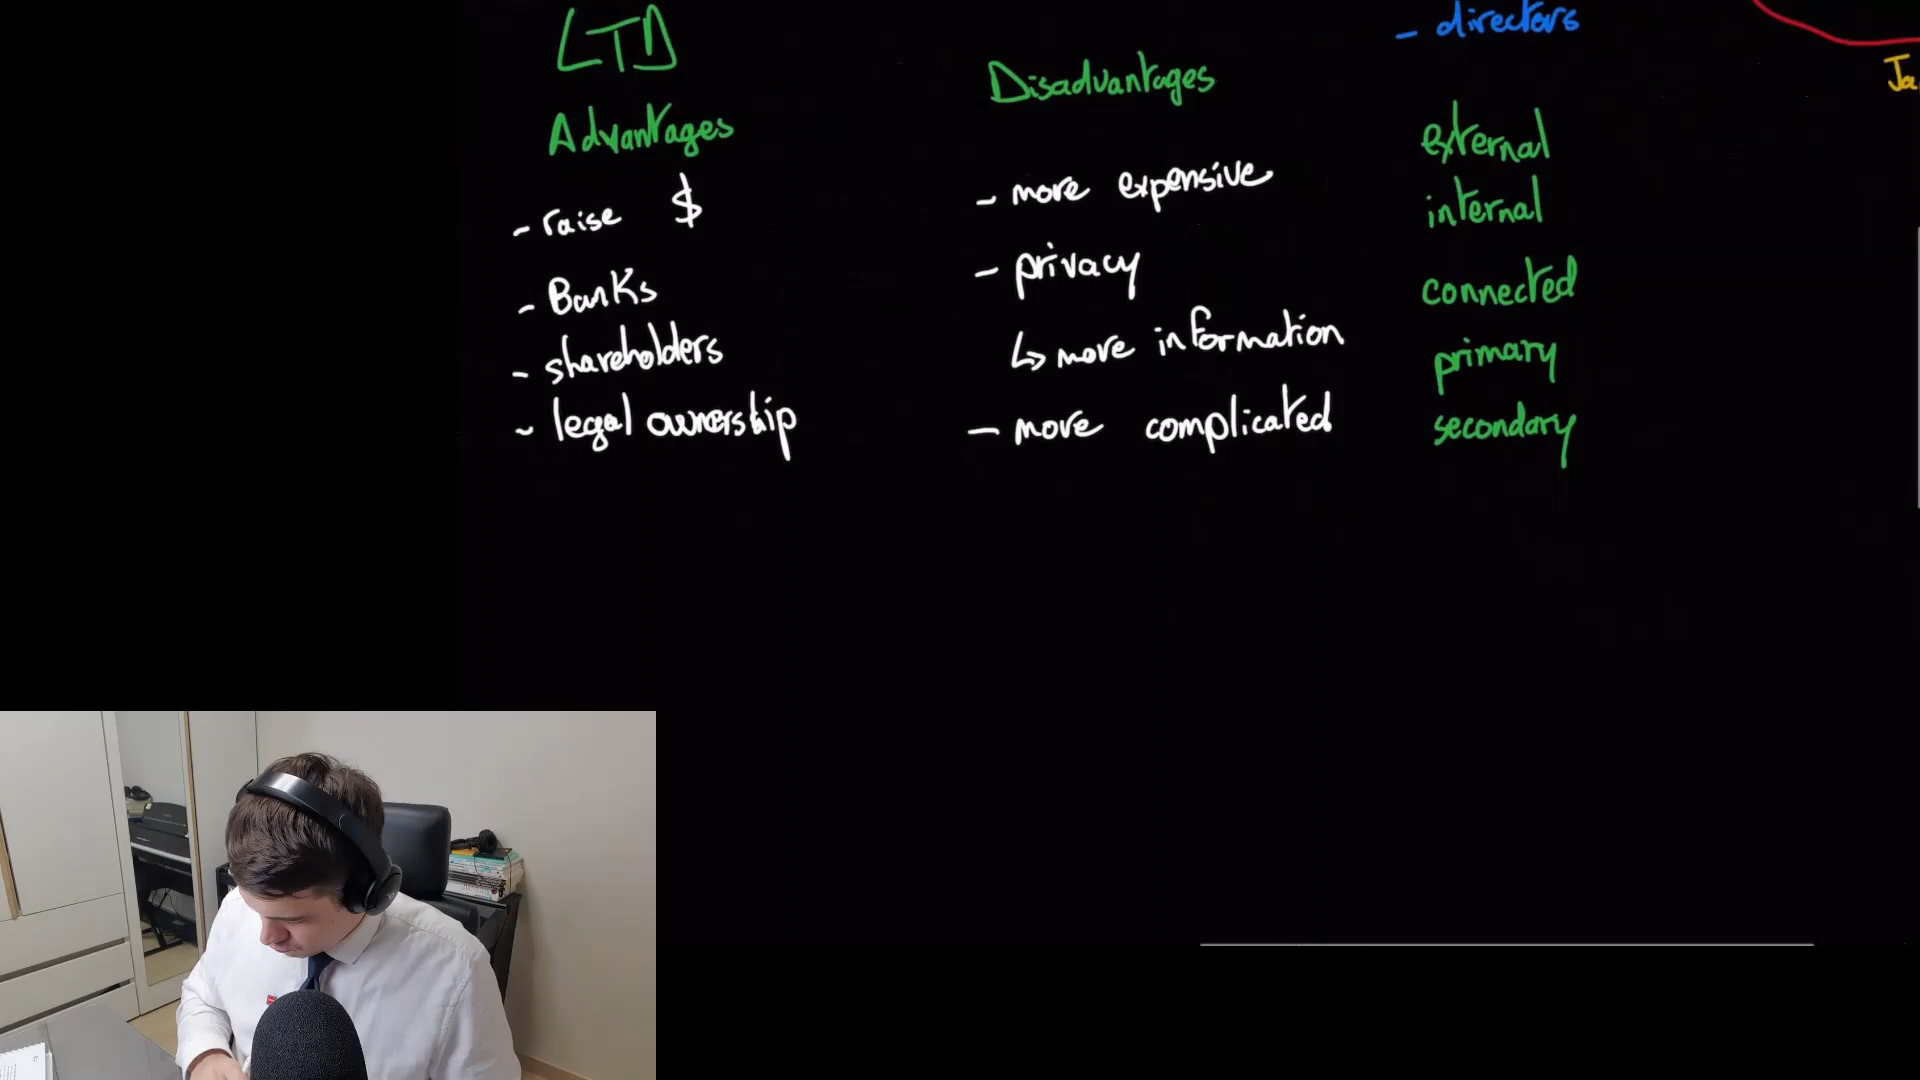 LTD
Advantages
- raise $
- Banks
- shareholders
- legal ownership
Disadvantages
- more expensive
- privacy
↳ more information
- more complicated
- directors
external
internal
connected
primary
secondary
Ja